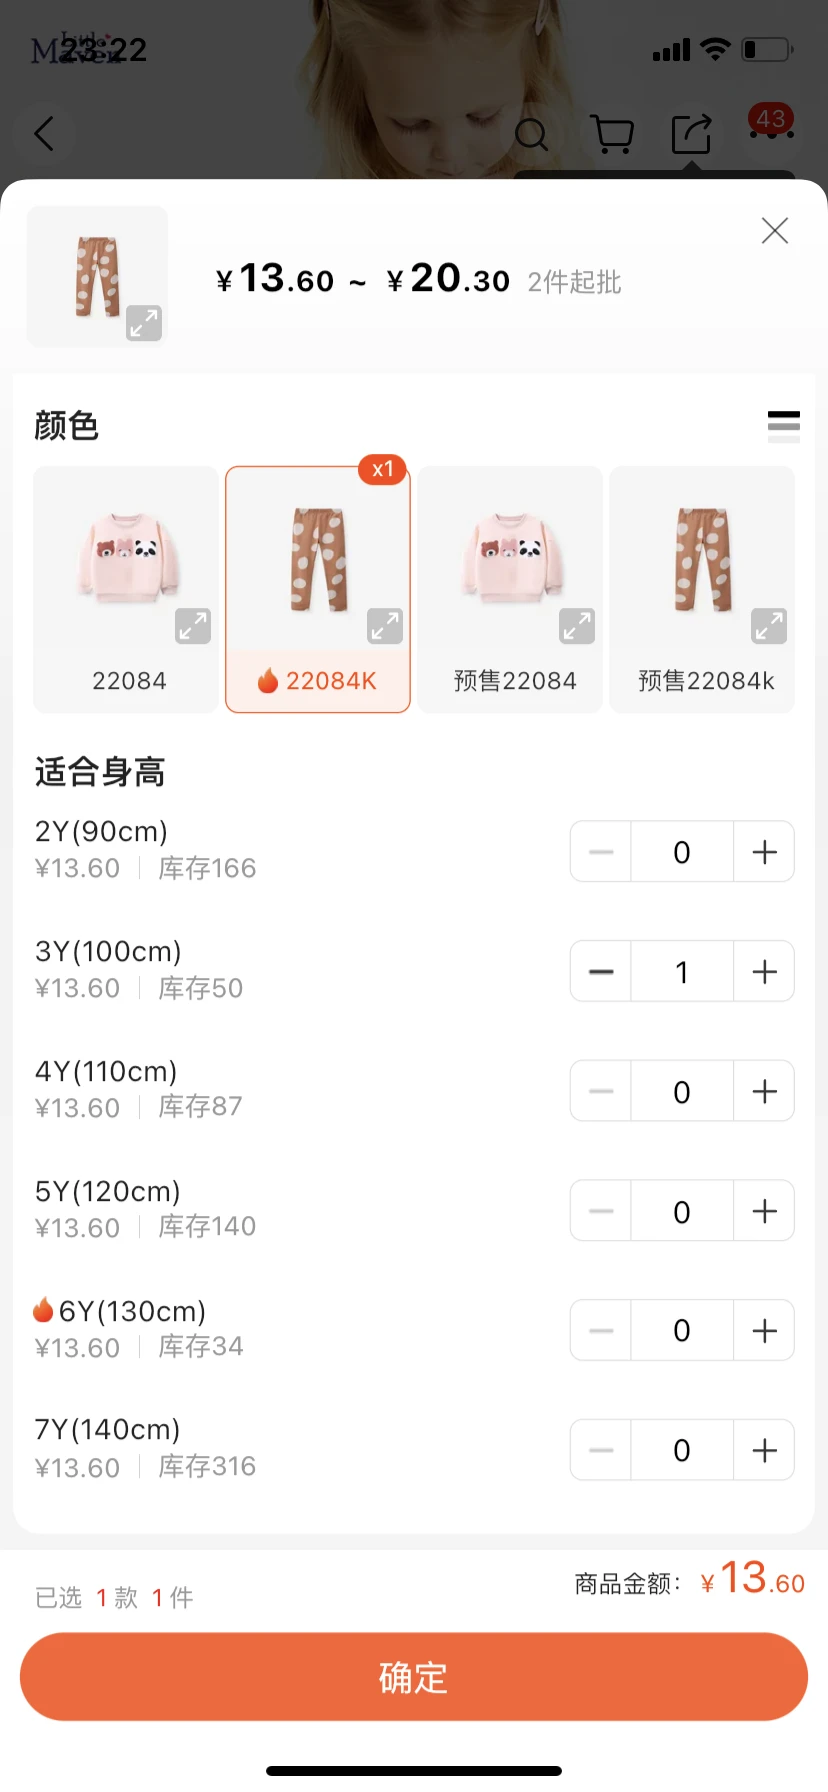 Little
Maven
23:22
43
¥13.60 ~ ¥20.30 2件起批
颜色
x1
22084
22084K
预售22084
预售22084k
适合身高
2Y(90cm)
¥13.60 库存166
0
3Y(100cm)
¥13.60 库存50
1
4Y(110cm)
¥13.60 库存87
0
5Y(120cm)
¥13.60 库存140
0
6Y(130cm)
¥13.60 库存34
0
7Y(140cm)
¥13.60 库存316
0
已选 1 款 1 件
商品金额: ¥13.60
确定